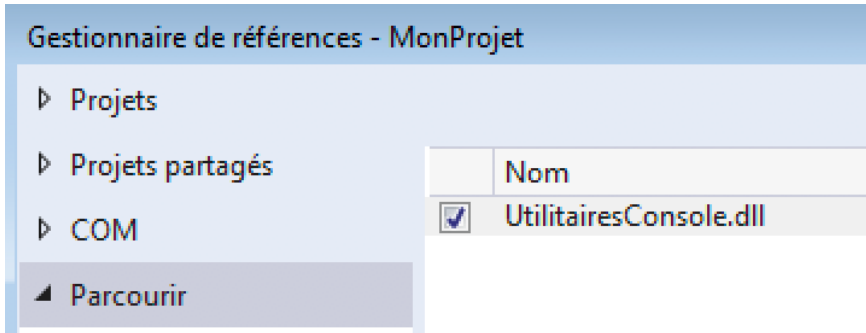 Gestionnaire de références - MonProjet
Projets
Projets partagés
COM
Parcourir
Nom
UtilitairesConsole.dll